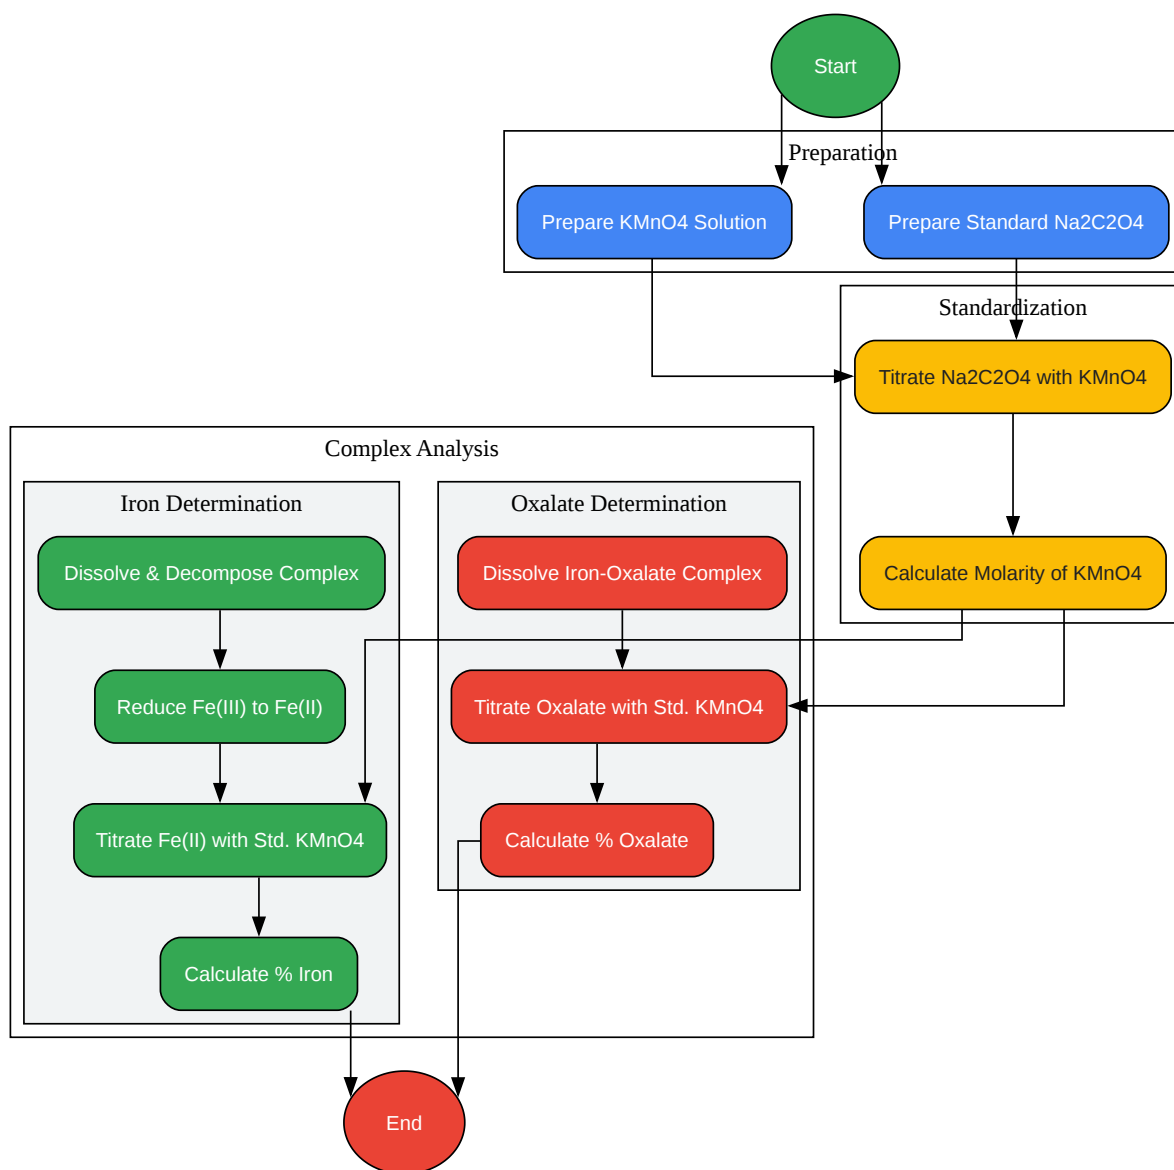 Start
Preparation
Prepare KMnO4 Solution
Prepare Standard Na2C2O4
Standardization
Titrate Na2C2O4 with KMnO4
Calculate Molarity of KMnO4
Complex Analysis
Iron Determination
Dissolve & Decompose Complex
Reduce Fe(III) to Fe(II)
Titrate Fe(II) with Std. KMnO4
Calculate % Iron
Oxalate Determination
Dissolve Iron-Oxalate Complex
Titrate Oxalate with Std. KMnO4
Calculate % Oxalate
End